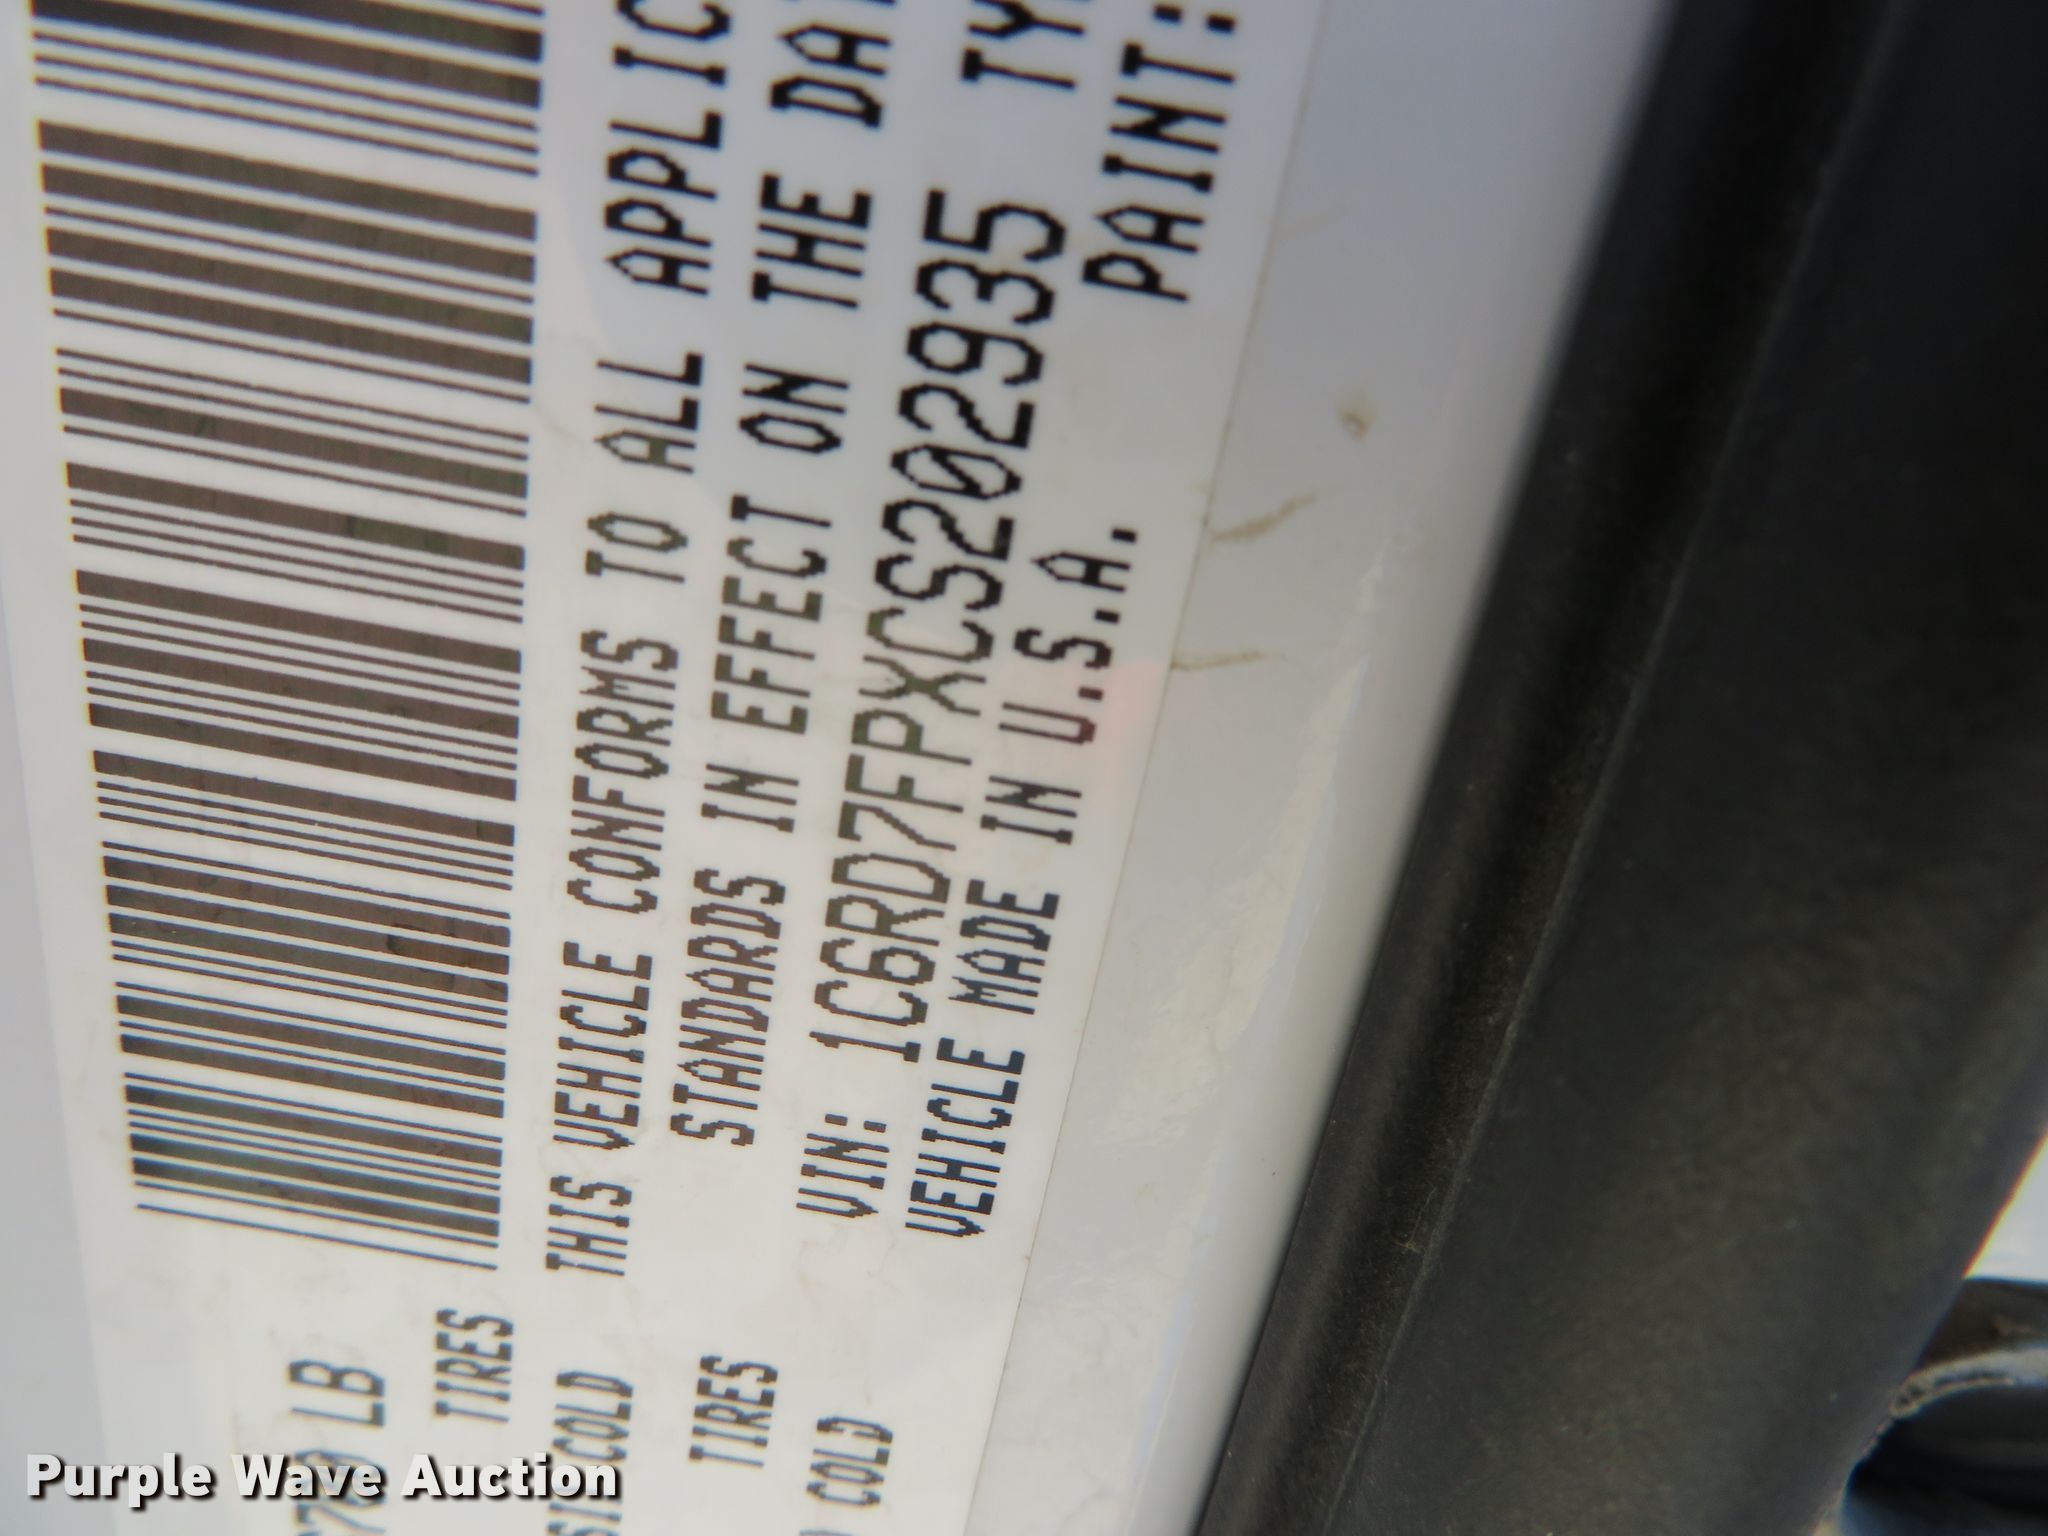 THIS VEHICLE CONFORMS TO ALL APPLIC
STANDARDS IN EFFECT ON THE DA
VIN: 1C6RD7FPXCS202935 TY
VEHICLE MADE IN U.S.A. PAINT:
LB
TIRES
COLD
TIRES
COLD
Purple Wave Auction